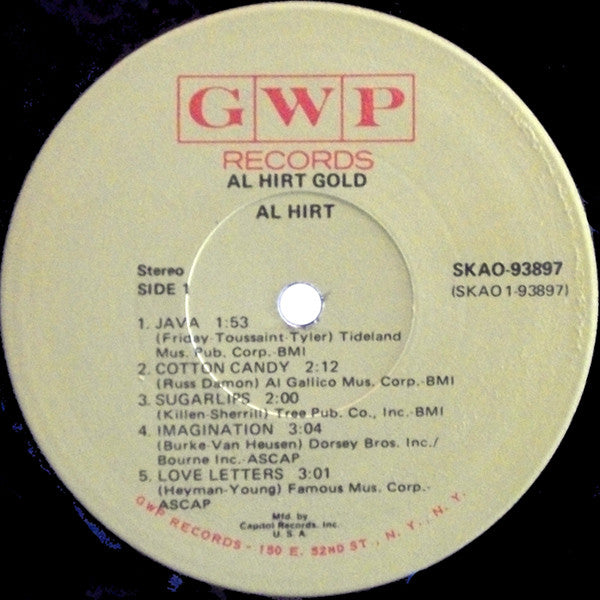 GWP
RECORDS
AL HIRT GOLD
AL HIRT
Stereo
SIDE 1
SKAO-93897
(SKAO 1-93897)
1. JAVA 1:53
(Friday-Toussaint-Tyler) Tideland
Mus. Pub. Corp.-BMI
2. COTTON CANDY 2:12
(Russ Damon) Al Gallico Mus. Corp.-BMI
3. SUGARLIPS 2:00
(Killen-Sherrill) Tree Pub. Co., Inc.-BMI
4. IMAGINATION 3:04
(Burke-Van Heusen) Dorsey Bros. Inc./
Bourne Inc.-ASCAP
5. LOVE LETTERS 3:01
(Heyman-Young) Famous Mus. Corp.-
ASCAP
Mfd. by
Capitol Records, Inc.
U.S.A.
GWP RECORDS - 150 E. 52ND ST., N.Y., N.Y.